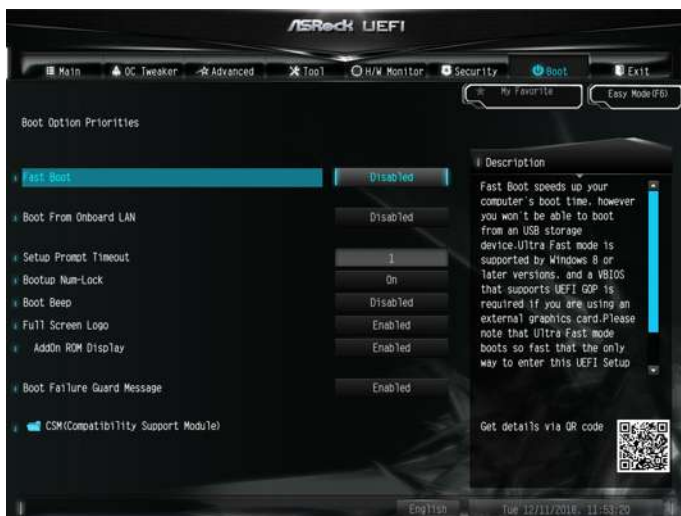 ASRock UEFI
Main
OC Tweaker
Advanced
Tool
H/W Monitor
Security
Boot
Exit
My Favorite
Easy Mode(F6)
Boot Option Priorities
Fast Boot
Disabled
Boot From Onboard LAN
Disabled
Setup Prompt Timeout
1
Bootup Num-Lock
On
Boot Beep
Disabled
Full Screen Logo
Enabled
AddOn ROM Display
Enabled
Boot Failure Guard Message
Enabled
CSM(Compatibility Support Module)
Description
Fast Boot speeds up your
computer's boot time, however
you won't be able to boot
from an USB storage
device.Ultra Fast mode is
supported by Windows 8 or
later versions, and a VBIOS
that supports UEFI GOP is
required if you are using an
external graphics card.Please
note that Ultra Fast mode
boots so fast that the only
way to enter this UEFI Setup
Get details via QR code
English
Tue 12/11/2018, 11:53:20